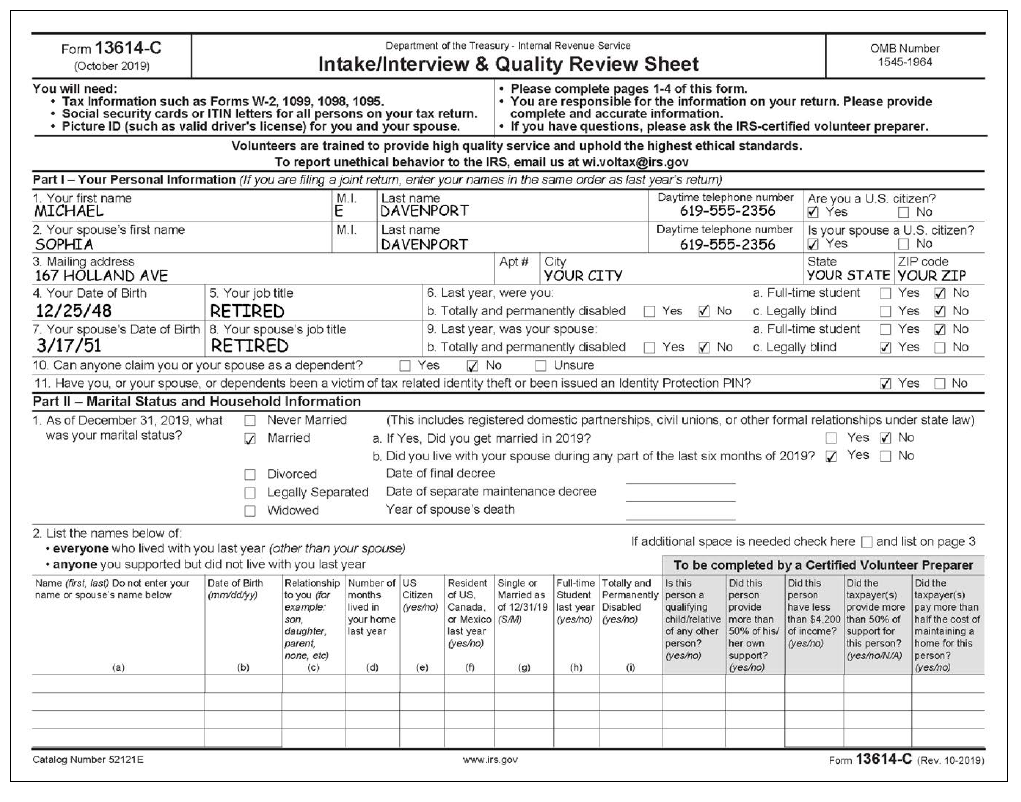 Form 13614-C
(October 2019)
Department of the Treasury - Internal Revenue Service
Intake/Interview & Quality Review Sheet
OMB Number
1545-1964
You will need:
• Tax Information such as Forms W-2, 1099, 1098, 1095.
• Social security cards or ITIN letters for all persons on your tax return.
• Picture ID (such as valid driver's license) for you and your spouse.
• Please complete pages 1-4 of this form.
• You are responsible for the information on your return. Please provide
complete and accurate information.
• If you have questions, please ask the IRS-certified volunteer preparer.
Volunteers are trained to provide high quality service and uphold the highest ethical standards.
To report unethical behavior to the IRS, email us at wi.voltax@irs.gov
Part I – Your Personal Information (If you are filing a joint return, enter your names in the same order as last year's return)
1. Your first name M.I. Last name Daytime telephone number Are you a U.S. citizen?
MICHAEL E DAVENPORT 619-555-2356 ☑ Yes ☐ No
2. Your spouse's first name M.I. Last name Daytime telephone number Is your spouse a U.S. citizen?
SOPHIA DAVENPORT 619-555-2356 ☑ Yes ☐ No
3. Mailing address Apt # City State ZIP code
167 HOLLAND AVE YOUR CITY YOUR STATE YOUR ZIP
4. Your Date of Birth 5. Your job title 6. Last year, were you: a. Full-time student ☐ Yes ☑ No
12/25/48 RETIRED b. Totally and permanently disabled ☐ Yes ☑ No c. Legally blind ☐ Yes ☑ No
7. Your spouse's Date of Birth 8. Your spouse's job title 9. Last year, was your spouse: a. Full-time student ☐ Yes ☑ No
3/17/51 RETIRED b. Totally and permanently disabled ☐ Yes ☑ No c. Legally blind ☑ Yes ☐ No
10. Can anyone claim you or your spouse as a dependent? ☐ Yes ☑ No ☐ Unsure
11. Have you, or your spouse, or dependents been a victim of tax related identity theft or been issued an Identity Protection PIN? ☑ Yes ☐ No
Part II – Marital Status and Household Information
1. As of December 31, 2019, what ☐ Never Married (This includes registered domestic partnerships, civil unions, or other formal relationships under state law)
was your marital status? ☑ Married a. If Yes, Did you get married in 2019? ☐ Yes ☑ No
b. Did you live with your spouse during any part of the last six months of 2019? ☑ Yes ☐ No
☐ Divorced Date of final decree
☐ Legally Separated Date of separate maintenance decree
☐ Widowed Year of spouse's death
2. List the names below of:
• everyone who lived with you last year (other than your spouse)
• anyone you supported but did not live with you last year
If additional space is needed check here ☐ and list on page 3
To be completed by a Certified Volunteer Preparer
Name (first, last) Do not enter your
name or spouse's name below
(a)
Date of Birth
(mm/dd/yy)
(b)
Relationship
to you (for
example:
son,
daughter,
parent,
none, etc)
(c)
Number of
months
lived in
your home
last year
(d)
US
Citizen
(yes/no)
(e)
Resident
of US,
Canada,
or Mexico
last year
(yes/no)
(f)
Single or
Married as
of 12/31/19
(S/M)
(g)
Full-time
Student
last year
(yes/no)
(h)
Totally and
Permanently
Disabled
(yes/no)
(i)
Is this
person a
qualifying
child/relative
of any other
person?
(yes/no)
Did this
person
provide
more than
50% of his/
her own
support?
(yes/no)
Did this
person
have less
than $4,200
of income?
(yes/no)
Did the
taxpayer(s)
provide more
than 50% of
support for
this person?
(yes/no/N/A)
Did the
taxpayer(s)
pay more than
half the cost of
maintaining a
home for this
person?
(yes/no)
Catalog Number 52121E
www.irs.gov
Form 13614-C (Rev. 10-2019)